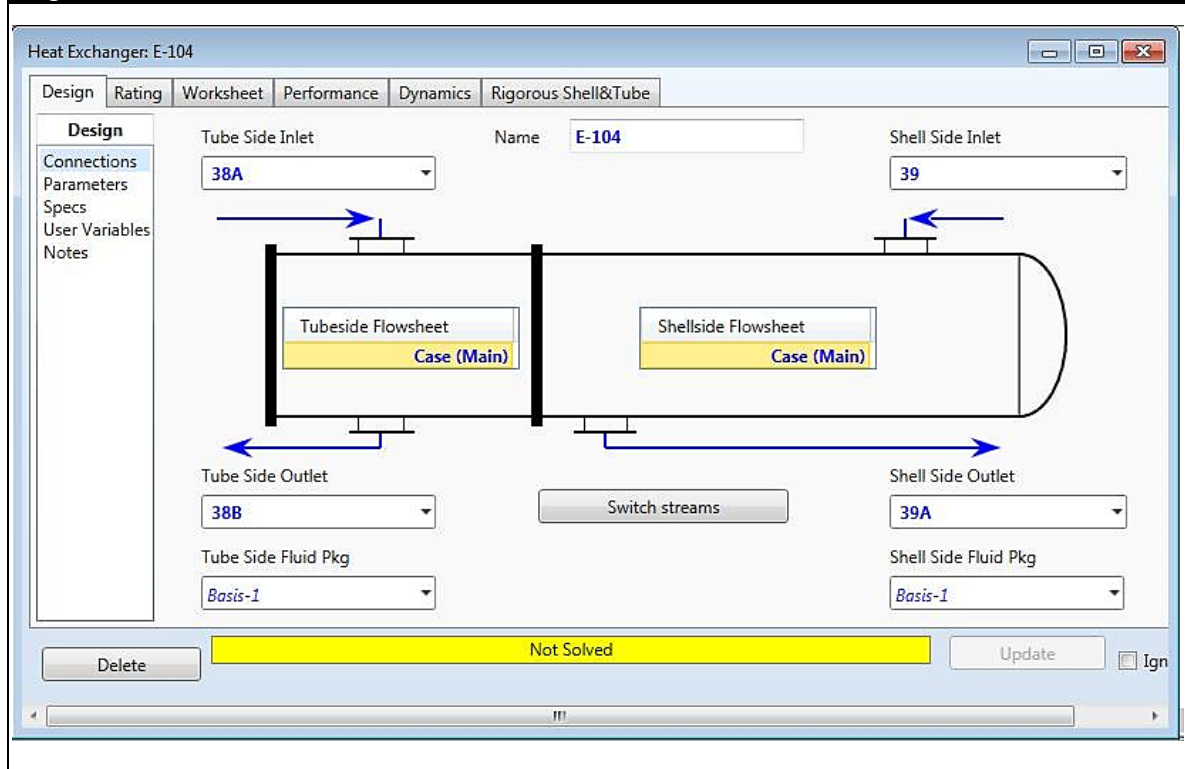 Heat Exchanger: E-104
Design Rating Worksheet Performance Dynamics Rigorous Shell&Tube
Design
Connections
Parameters
Specs
User Variables
Notes
Tube Side Inlet
Name E-104
Shell Side Inlet
38A
39
Tubeside Flowsheet
Case (Main)
Shellside Flowsheet
Case (Main)
Tube Side Outlet
38B
Switch streams
Shell Side Outlet
39A
Tube Side Fluid Pkg
Basis-1
Shell Side Fluid Pkg
Basis-1
Delete
Not Solved
Update
Ign